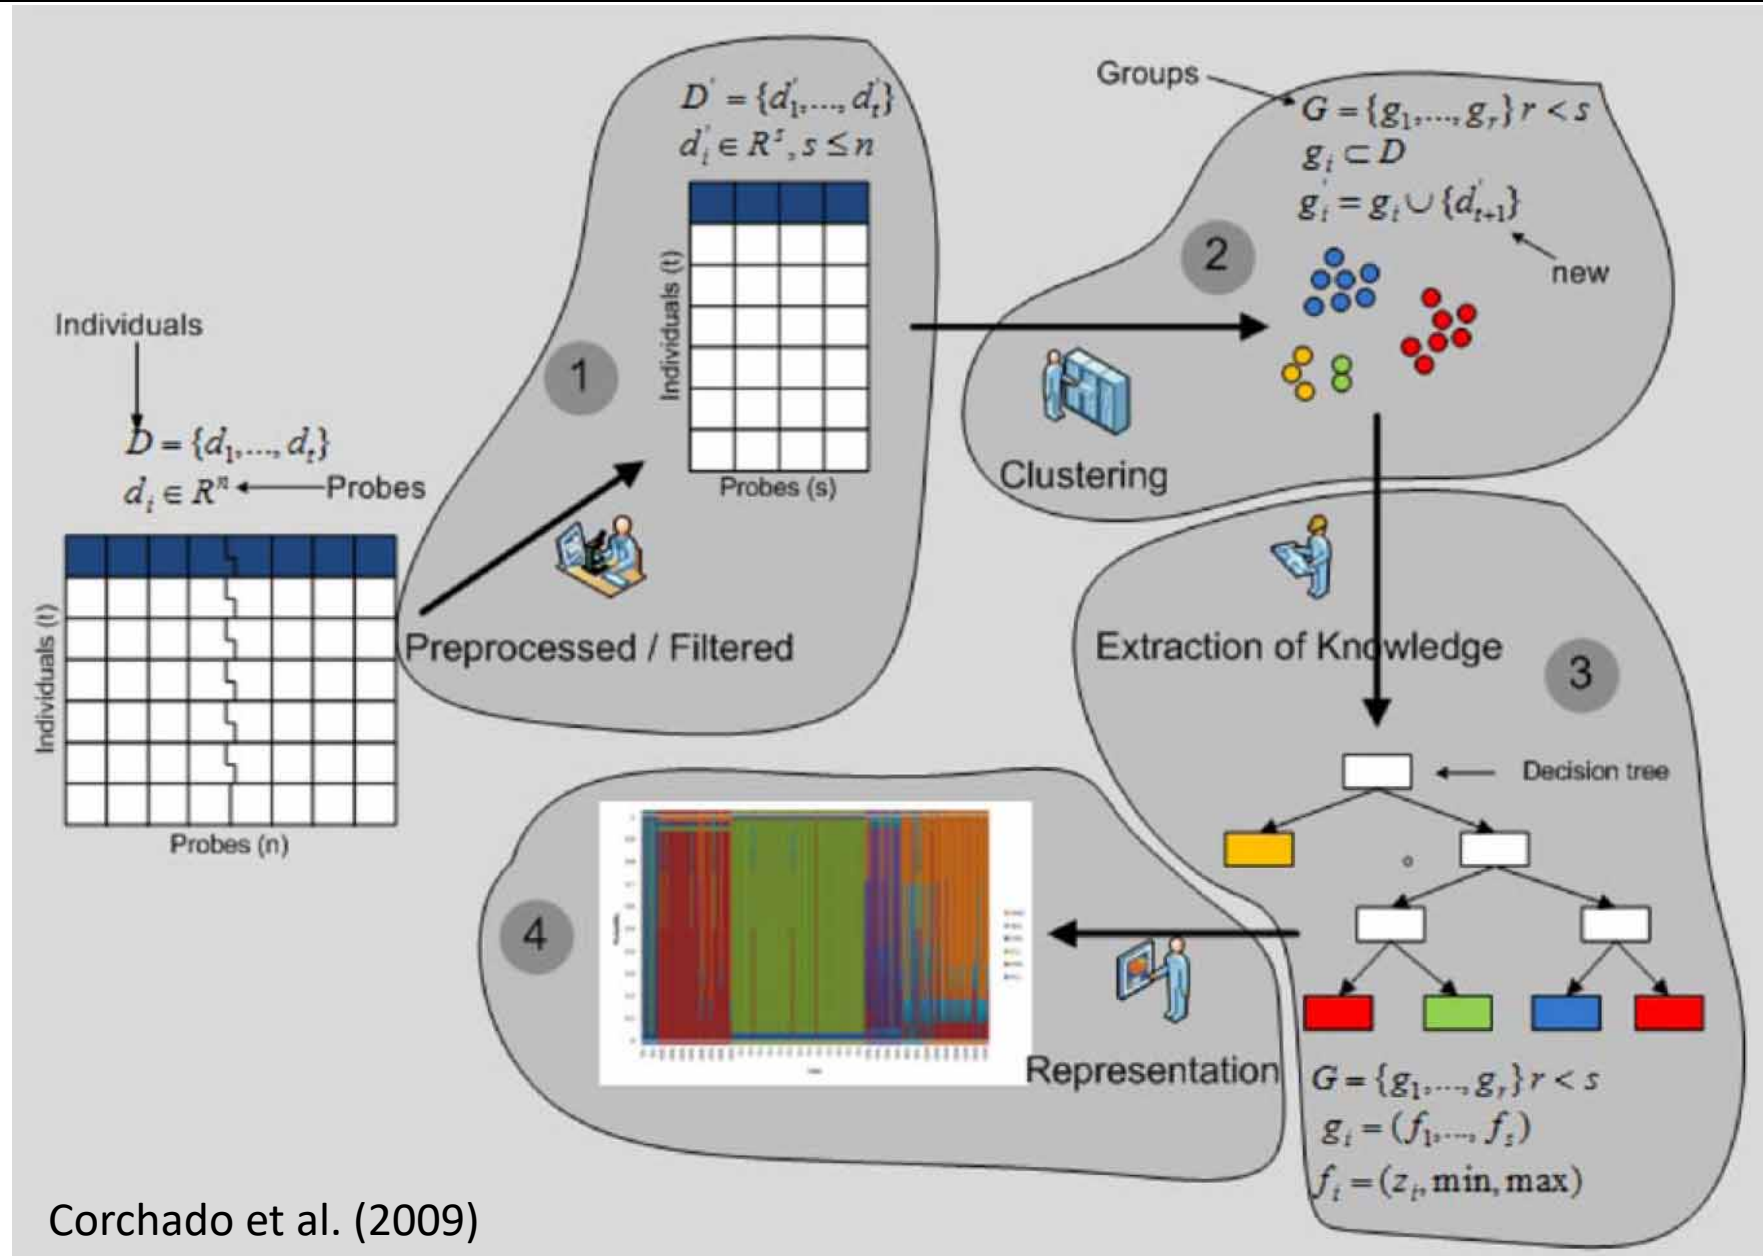 Individuals
D = {d₁,..., dₜ}
dᵢ ∈ Rⁿ
Probes
Individuals (t)
Probes (n)
1
D' = {d'₁,..., d'ₜ}
d'ᵢ ∈ Rˢ, s ≤ n
Individuals (t)
Probes (s)
Preprocessed / Filtered
Groups
G = {g₁,..., gᵣ} r < s
gᵢ ⊂ D
g'ᵢ = gᵢ ∪ {d'ₜ₊₁}
new
2
Clustering
Extraction of Knowledge
3
Decision tree
G = {g₁,..., gᵣ} r < s
gᵢ = (f₁,..., fₛ)
fᵢ = (zᵢ, min, max)
4
Representation
Corchado et al. (2009)